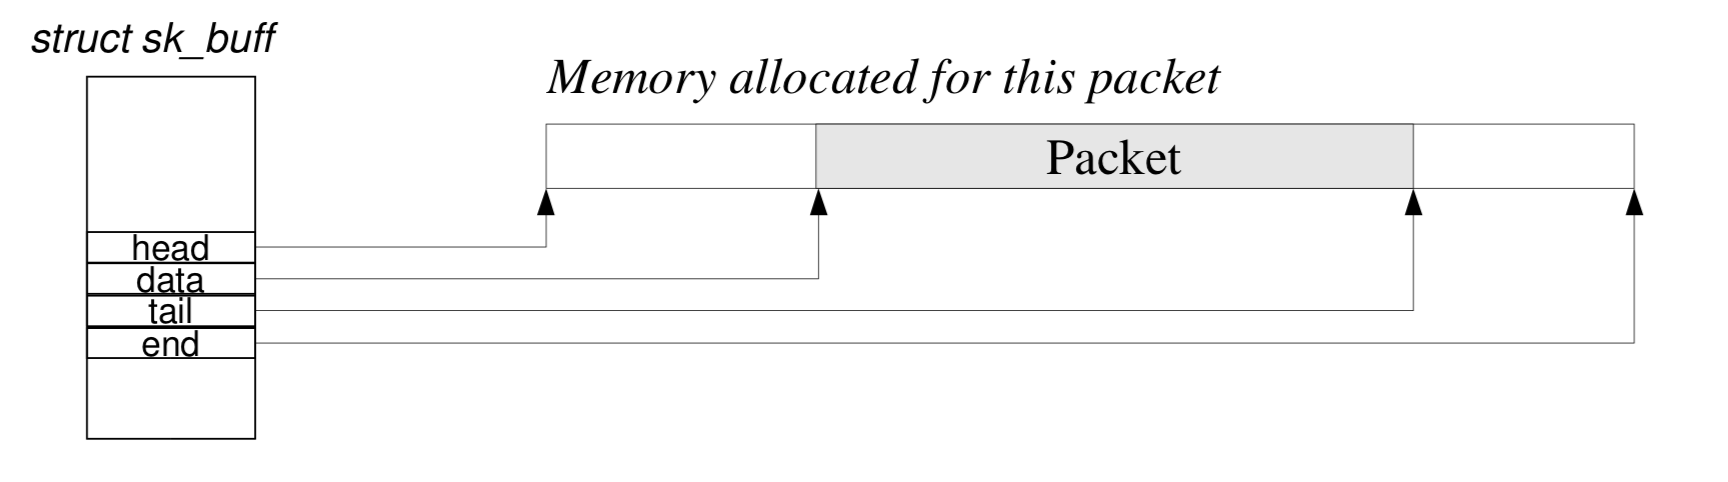 struct sk_buff
Memory allocated for this packet
Packet
head
data
tail
end